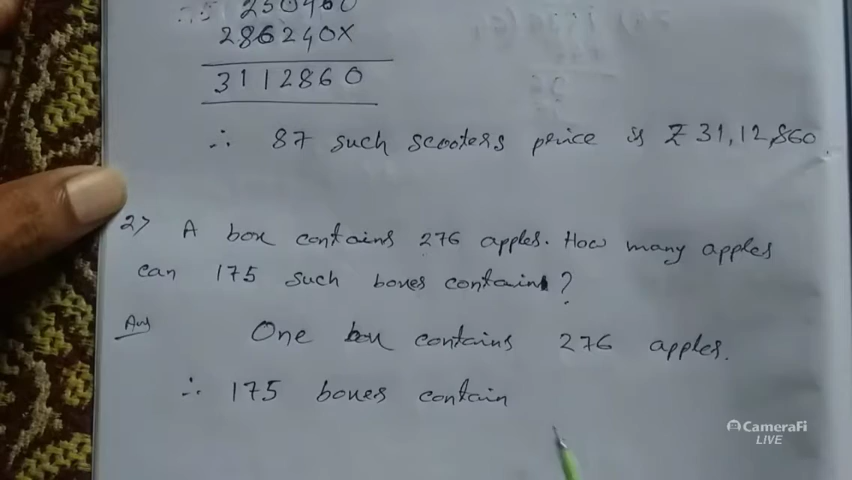 250460
286240X
3112860
∴ 87 such scooters price is ₹ 31,12,860
2) A box contains 276 apples. How many apples
can 175 such boxes contain?
Ans
One box contains 276 apples.
∴ 175 boxes contain
CameraFi
LIVE